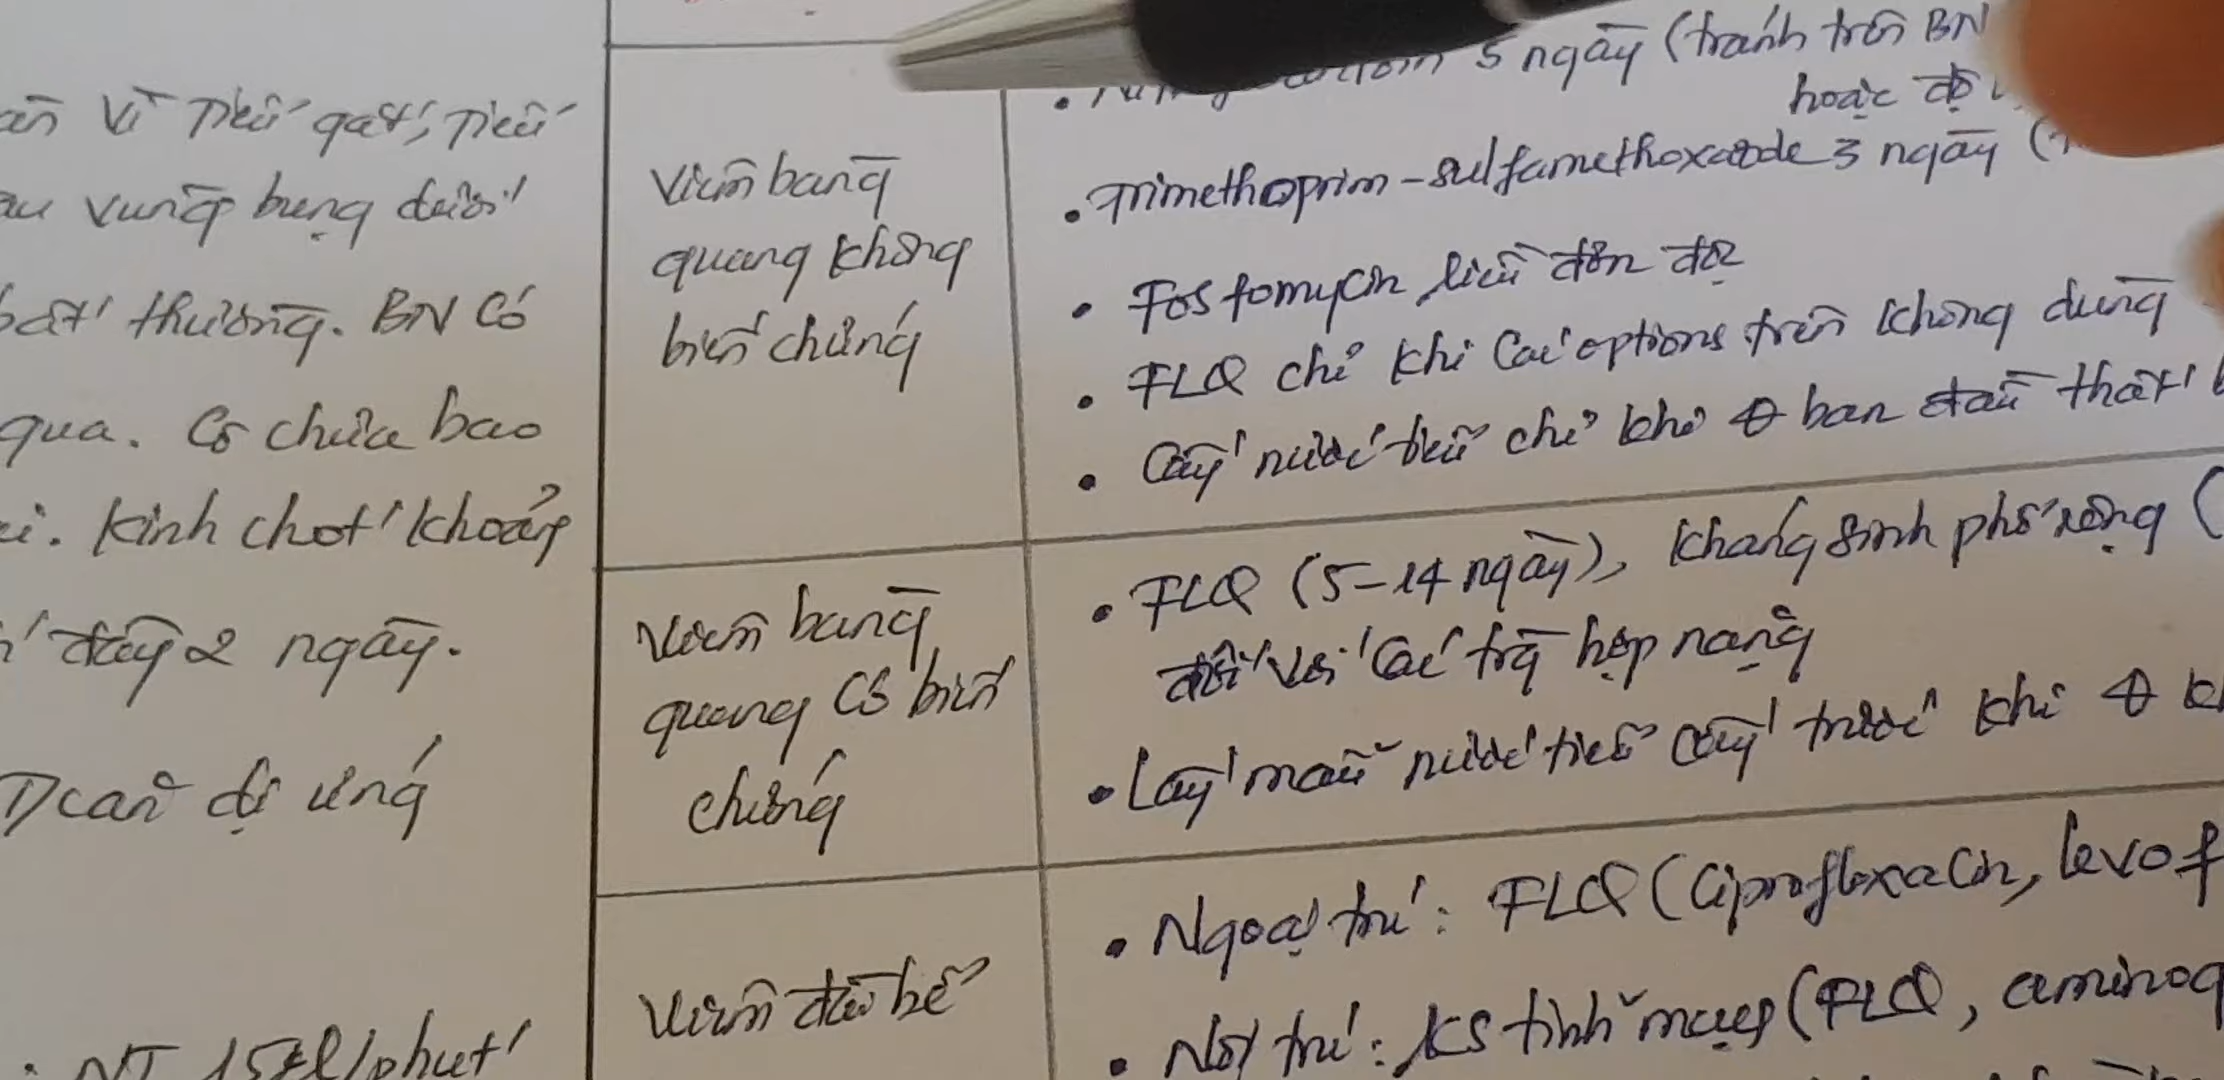 vì tiểu gắt, tiểu
vùng bụng dưới
bất thường. BN có
qua. Cô chưa bao
Kinh chót khoảng
đây 2 ngày.
dị ứng
phút
Viêm bàng
quang không
biến chứng
5 ngày (tránh trên BN
hoặc
• Trimethoprim-sulfamethoxazole 3 ngày (
• Fosfomycin liều đơn độc
• FLQ chỉ khi các options trên không dùng
• Cấy nước tiểu chỉ khi θ ban đầu thất
Viêm bàng
quang có biến
chứng
• FLQ (5-14 ngày), kháng sinh phổ rộng (
đối với các trg hợp nặng
• Lấy mẫu nước tiểu cấy trước khi θ
Viêm đài bể
• Ngoại trú: FLQ (Ciprofloxacin, levof
• Nội trú: KS tĩnh mạch (FLQ, aminog